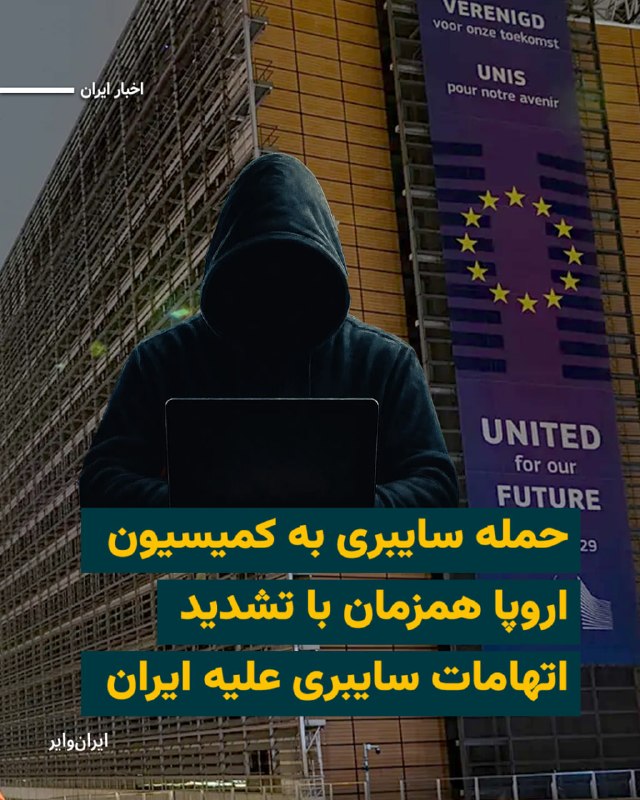 VERENIGD
voor onze toekomst
UNIS
pour notre avenir
اخبار ایران
UNITED
for our
FUTURE
29
حمله سایبری به کمیسیون
اروپا همزمان با تشدید
اتهامات سایبری علیه ایران
ایران‌وایر